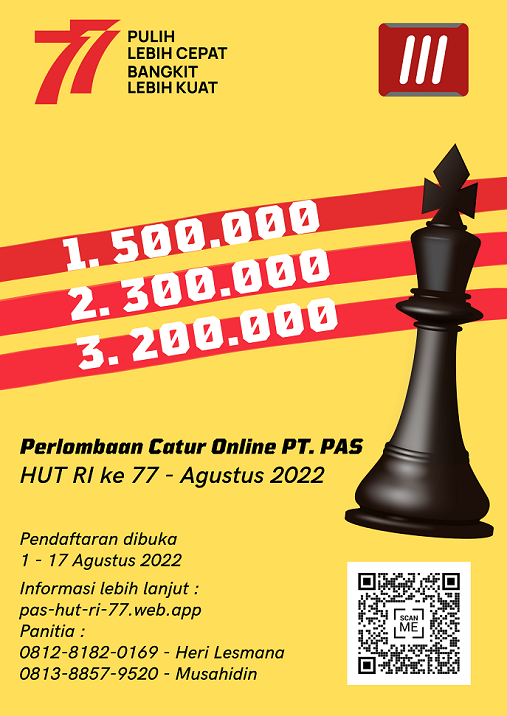 77 PULIH
LEBIH CEPAT
BANGKIT
LEBIH KUAT
1. 500.000
2. 300.000
3. 200.000
Perlombaan Catur Online PT. PAS
HUT RI ke 77 - Agustus 2022
Pendaftaran dibuka
1 - 17 Agustus 2022
Informasi lebih lanjut :
pas-hut-ri-77.web.app
Panitia :
0812-8182-0169 - Heri Lesmana
0813-8857-9520 - Musahidin
SCAN
ME